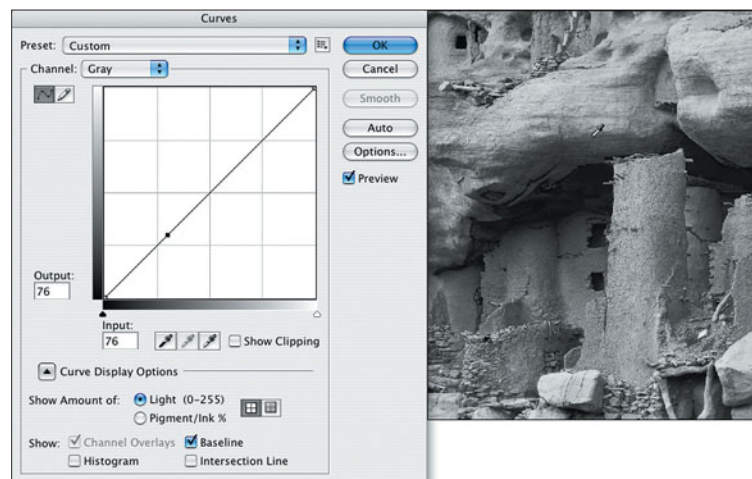 Curves
Preset: Custom
OK
Channel: Gray
Cancel
Smooth
Auto
Options...
Preview
Output:
76
Input:
76
Show Clipping
Curve Display Options
Show Amount of: Light (0-255)
Pigment/Ink %
Show: Channel Overlays Baseline
Histogram Intersection Line